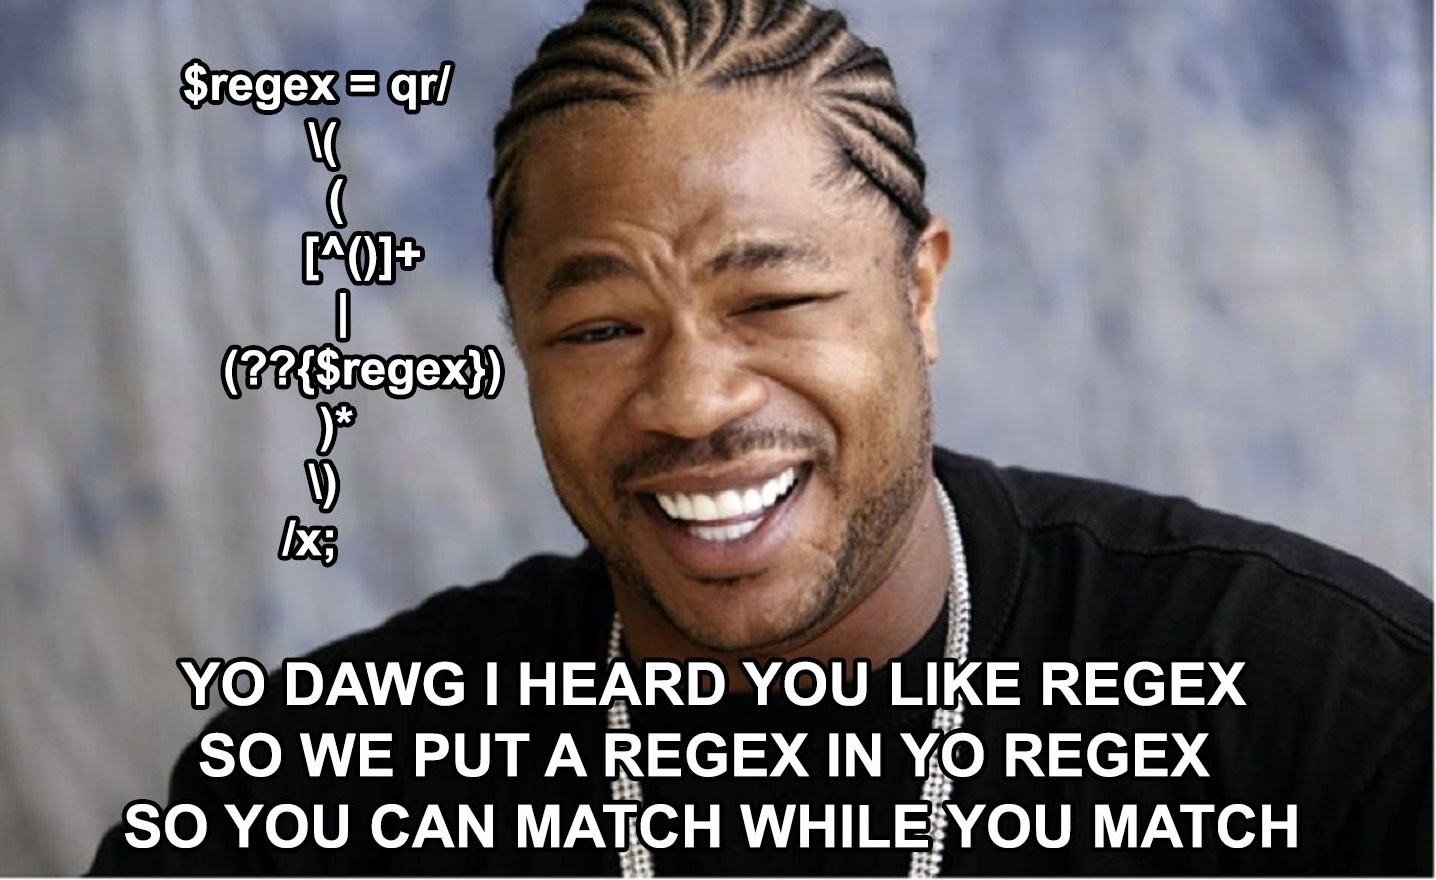 $regex = qr/
\(
(
[^()]+
|
(??{$regex})
)*
\)
/x;
YO DAWG I HEARD YOU LIKE REGEX
SO WE PUT A REGEX IN YO REGEX
SO YOU CAN MATCH WHILE YOU MATCH